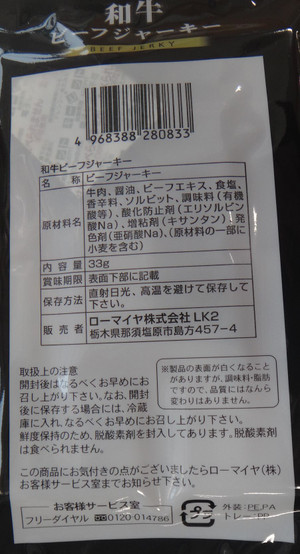 和牛
ビーフジャーキー
BEEF JERKY
4 968388 280833
和牛ビーフジャーキー
名 称 ビーフジャーキー
原材料名 牛肉、醤油、ビーフエキス、食塩、
香辛料、ソルビット、調味料(有機
酸等)、酸化防止剤(エリソルビン
酸Na)、増粘剤(キサンタン)、発
色剤(亜硝酸Na)、(原材料の一部に
小麦を含む)
内容量 33g
賞味期限 表面下部に記載
保存方法 直射日光、高温を避けて保存して
下さい。
販売者 ローマイヤ株式会社 LK2
栃木県那須塩原市島方457-4
取扱上の注意
開封後はなるべくお早めにお
召し上がり下さい。なお、開封
後に保存する場合には、冷蔵
庫に入れ、なるべくお早めにお召し上がり下さい。
鮮度保持のため、脱酸素剤を封入してあります。脱酸素剤
は食べられません。
※製品の表面が白くなること
がありますが、調味料・脂肪
ですので、品質にはなんら
変わりはありません。
この商品にお気付きの点がございましたらローマイヤ(株)
お客様サービス室までお知らせ下さい。
お客様サービス室
フリーダイヤル 0120-014786
プラ
外装:PE,PA
トレー:PP